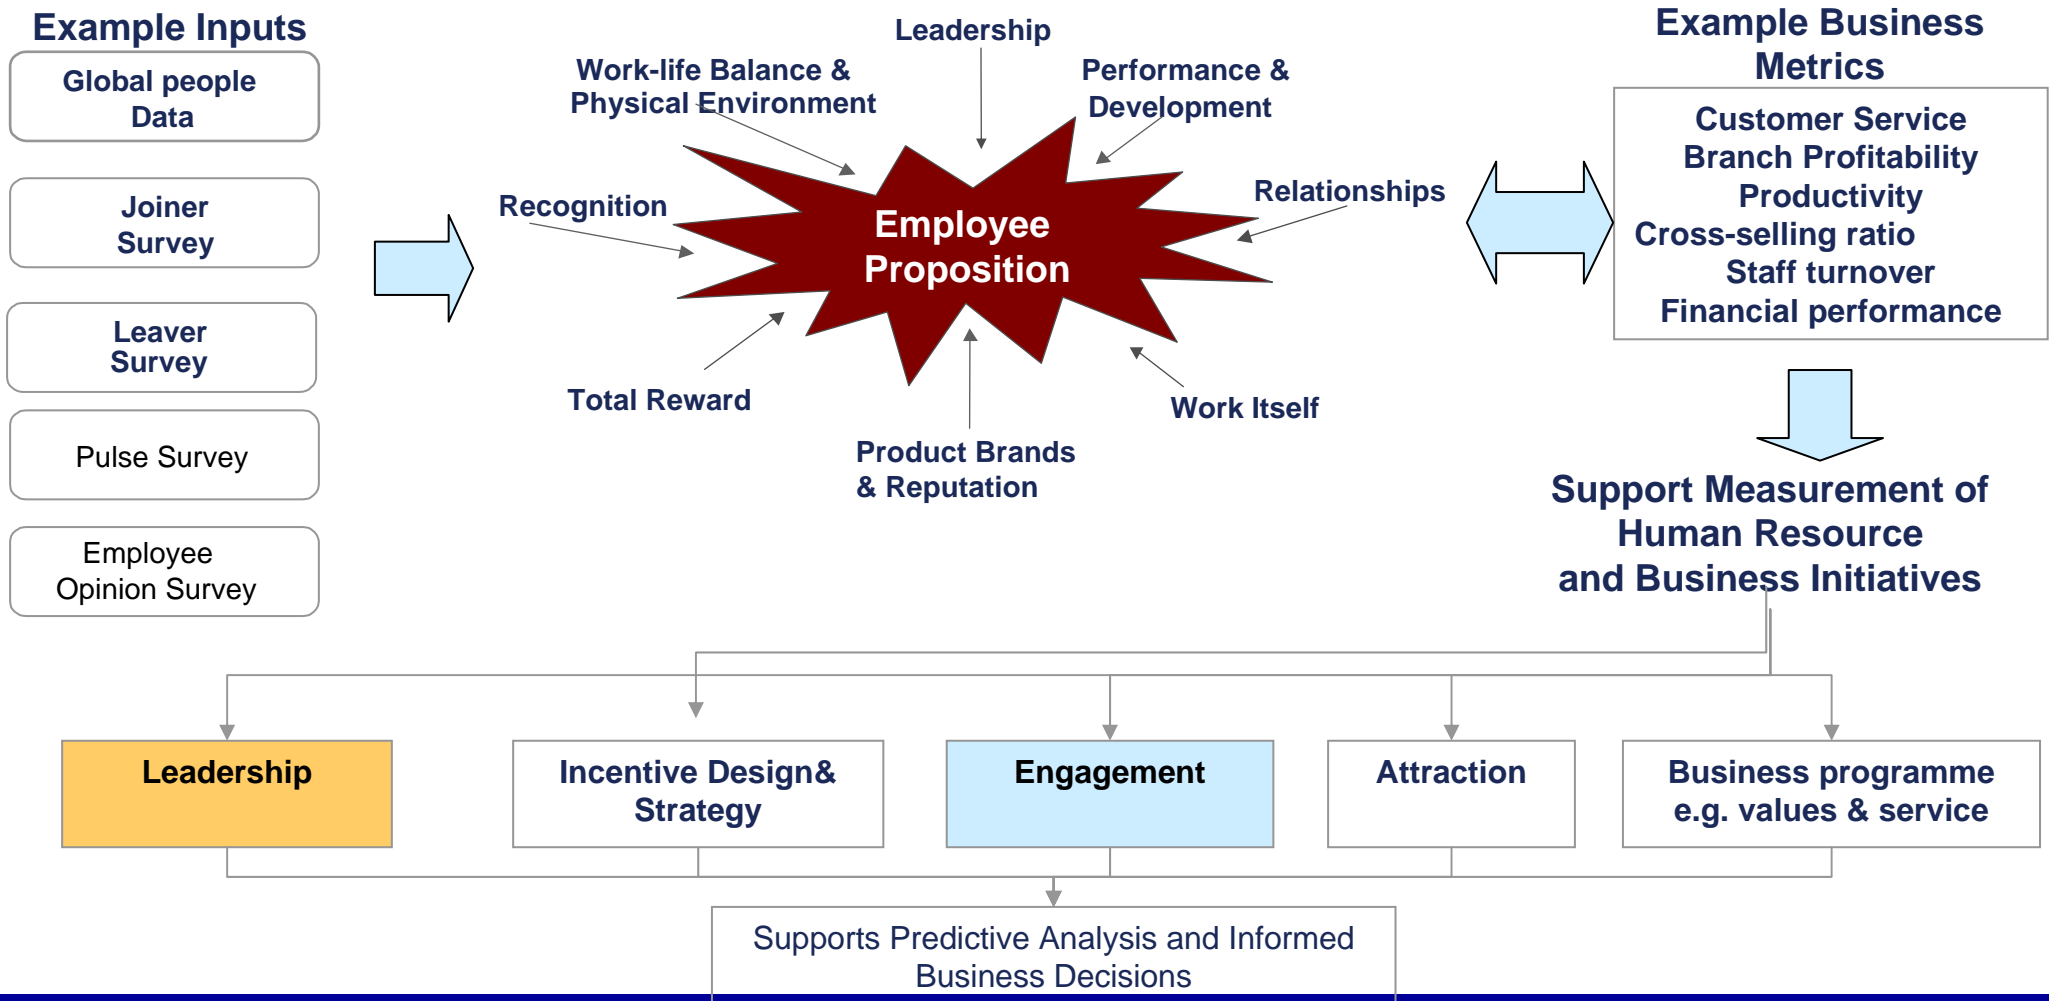 Example Inputs
Global people
Data
Joiner
Survey
Leaver
Survey
Pulse Survey
Employee
Opinion Survey
Leadership
Work-life Balance &
Physical Environment
Performance &
Development
Recognition
Relationships
Employee
Proposition
Total Reward
Work Itself
Product Brands
& Reputation
Example Business
Metrics
Customer Service
Branch Profitability
Productivity
Cross-selling ratio
Staff turnover
Financial performance
Support Measurement of
Human Resource
and Business Initiatives
Leadership
Incentive Design&
Strategy
Engagement
Attraction
Business programme
e.g. values & service
Supports Predictive Analysis and Informed
Business Decisions